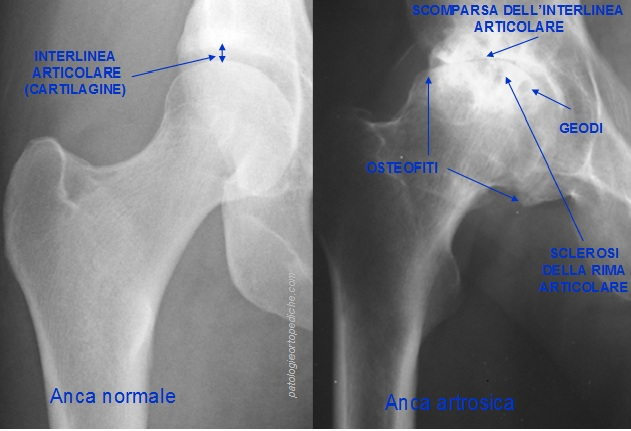 INTERLINEA
ARTICOLARE
(CARTILAGINE)
Anca normale
patologieortopediche.com
SCOMPARSA DELL'INTERLINEA
ARTICOLARE
GEODI
OSTEOFITI
SCLEROSI
DELLA RIMA
ARTICOLARE
Anca artrosica